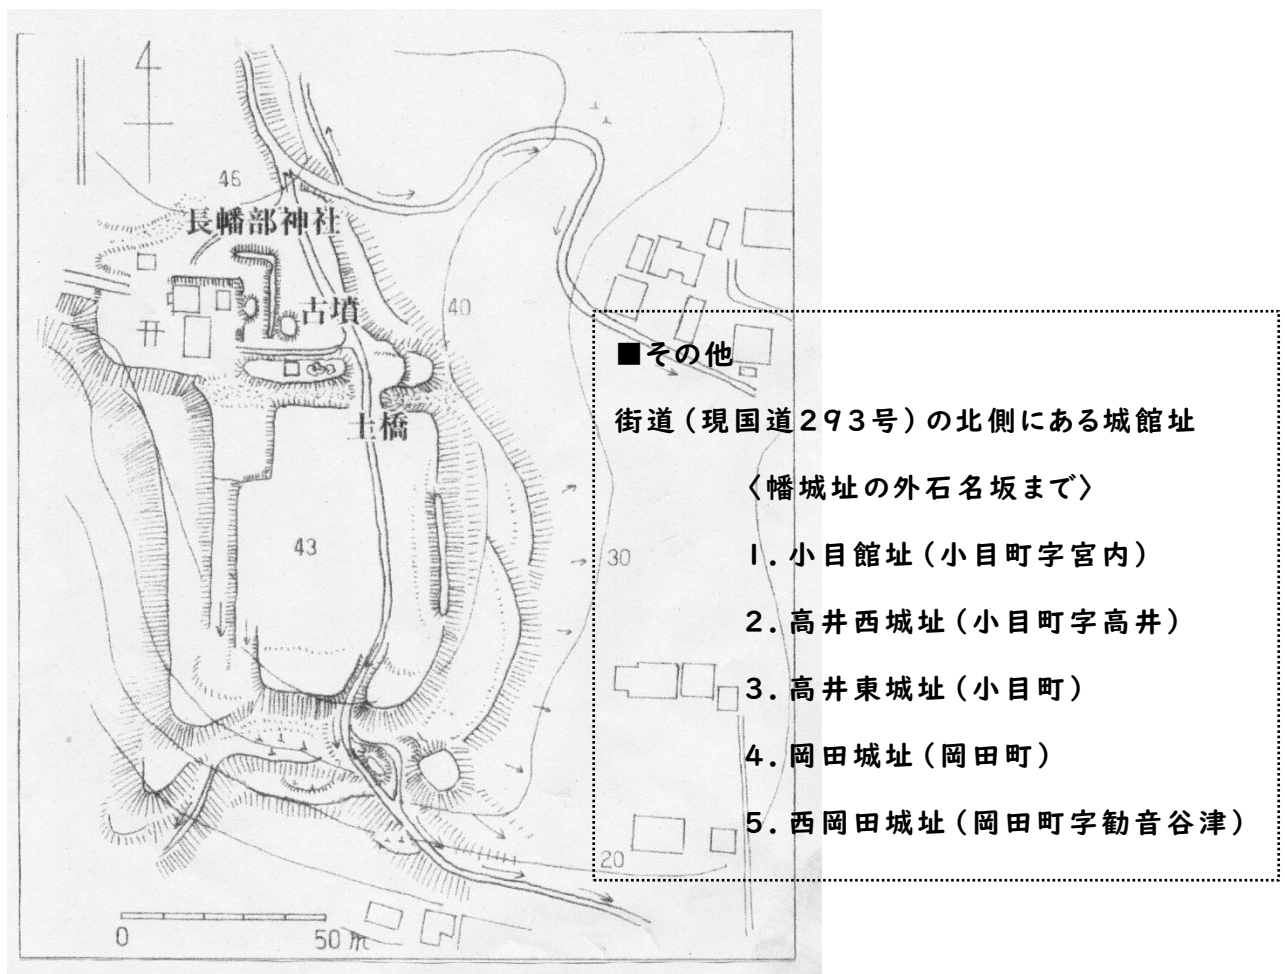 46
長幡部神社
古墳
40
土橋
43
30
20
0 50m
■その他
街道（現国道293号）の北側にある城館址
〈幡城址の外石名坂まで〉
1．小目館址（小目町字宮内）
2．高井西城址（小目町字高井）
3．高井東城址（小目町）
4．岡田城址（岡田町）
5．西岡田城址（岡田町字勧音谷津）